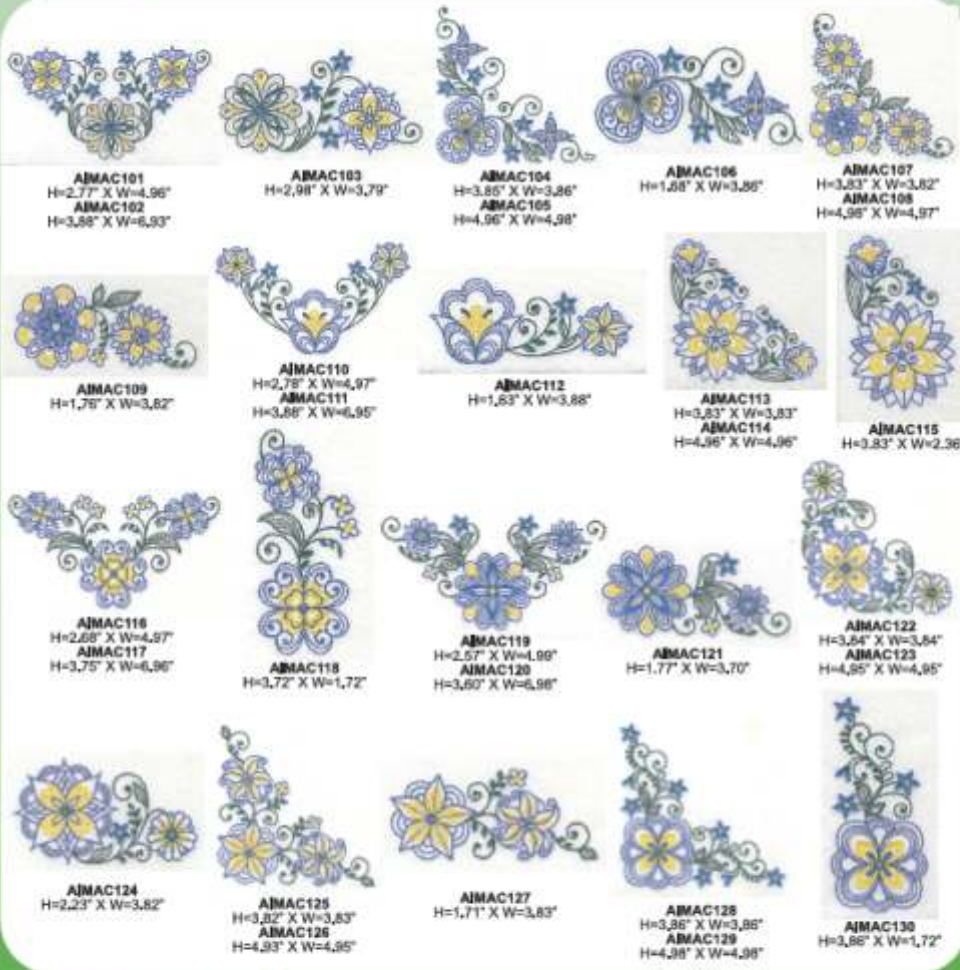 AIMAC101
H=2.77" X W=4.96"
AIMAC102
H=3.88" X W=6.93"
AIMAC103
H=2.98" X W=3.79"
AIMAC104
H=3.85" X W=3.86"
AIMAC105
H=4.96" X W=4.98"
AIMAC106
H=1.68" X W=3.86"
AIMAC107
H=3.83" X W=3.82"
AIMAC108
H=4.98" X W=4.97"
AIMAC109
H=1.76" X W=3.82"
AIMAC110
H=2.78" X W=4.97"
AIMAC111
H=3.88" X W=6.95"
AIMAC112
H=1.63" X W=3.88"
AIMAC113
H=3.83" X W=3.83"
AIMAC114
H=4.96" X W=4.96"
AIMAC115
H=3.83" X W=2.36
AIMAC116
H=2.68" X W=4.97"
AIMAC117
H=3.75" X W=6.96"
AIMAC118
H=3.72" X W=1.72"
AIMAC119
H=2.57" X W=4.99"
AIMAC120
H=3.60" X W=6.98"
AIMAC121
H=1.77" X W=3.70"
AIMAC122
H=3.84" X W=3.84"
AIMAC123
H=4.95" X W=4.95"
AIMAC124
H=2.23" X W=3.82"
AIMAC125
H=3.82" X W=3.83"
AIMAC126
H=4.93" X W=4.95"
AIMAC127
H=1.71" X W=3.83"
AIMAC128
H=3.86" X W=3.86"
AIMAC129
H=4.98" X W=4.98"
AIMAC130
H=3.86" X W=1.72"